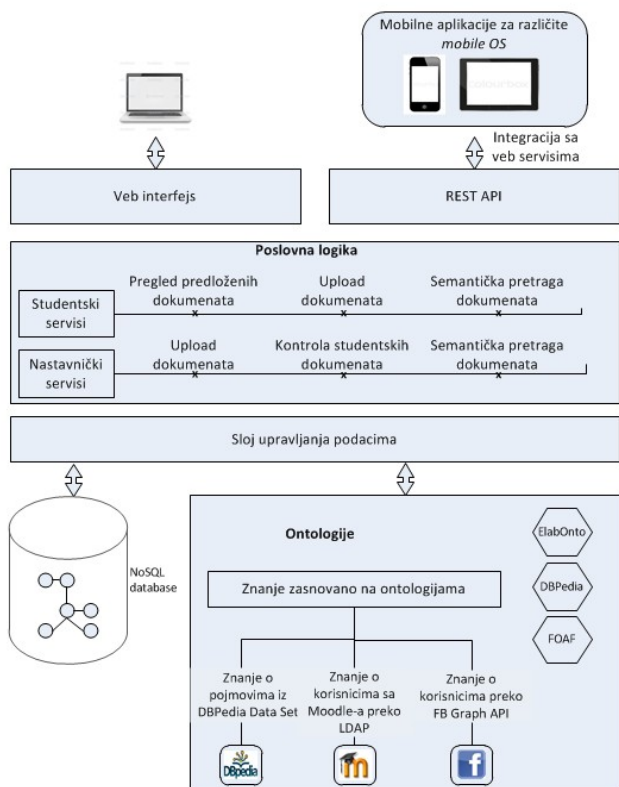 Mobilne aplikacije za različite
mobile OS
Integracija sa
veb servisima
Veb interfejs
REST API
Poslovna logika
Studentski
servisi
Pregled predloženih
dokumenata
Upload
dokumenata
Semantička pretraga
dokumenata
Nastavnički
servisi
Upload
dokumenata
Kontrola studentskih
dokumenata
Semantička pretraga
dokumenata
Sloj upravljanja podacima
NoSQL
database
Ontologije
ElabOnto
DBPedia
FOAF
Znanje zasnovano na ontologijama
Znanje o
pojmovima iz
DBPedia Data Set
Znanje o
korisnicima sa
Moodle-a preko
LDAP
Znanje o
korisnicima preko
FB Graph API
DBpedia
m
f